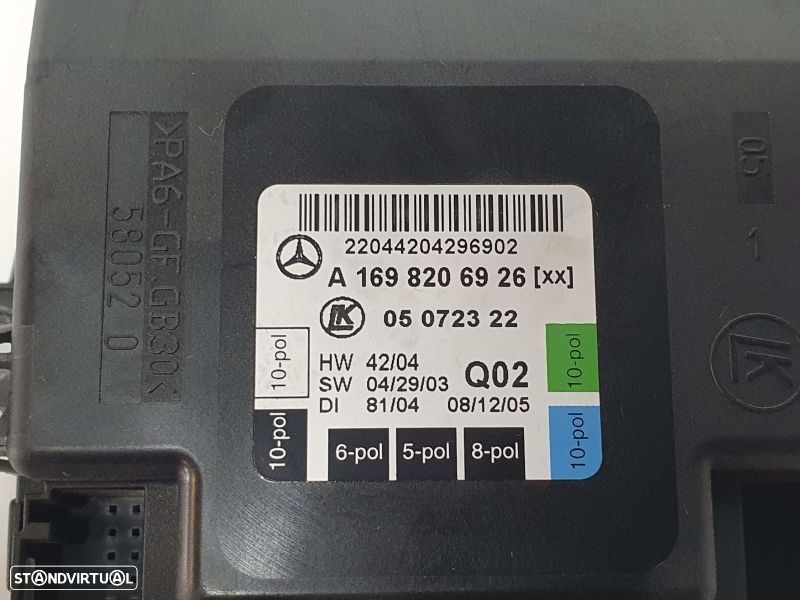 >PA6-GF.GB30<
58052 0
05
1
22044204296902
A 169 820 69 26 [xx]
LK
05 0723 22
HW 42/04
SW 04/29/03
DI 81/04 08/12/05
Q02
10-pol
10-pol
10-pol
10-pol
6-pol
5-pol
8-pol
LK
STANDVIRTUAL